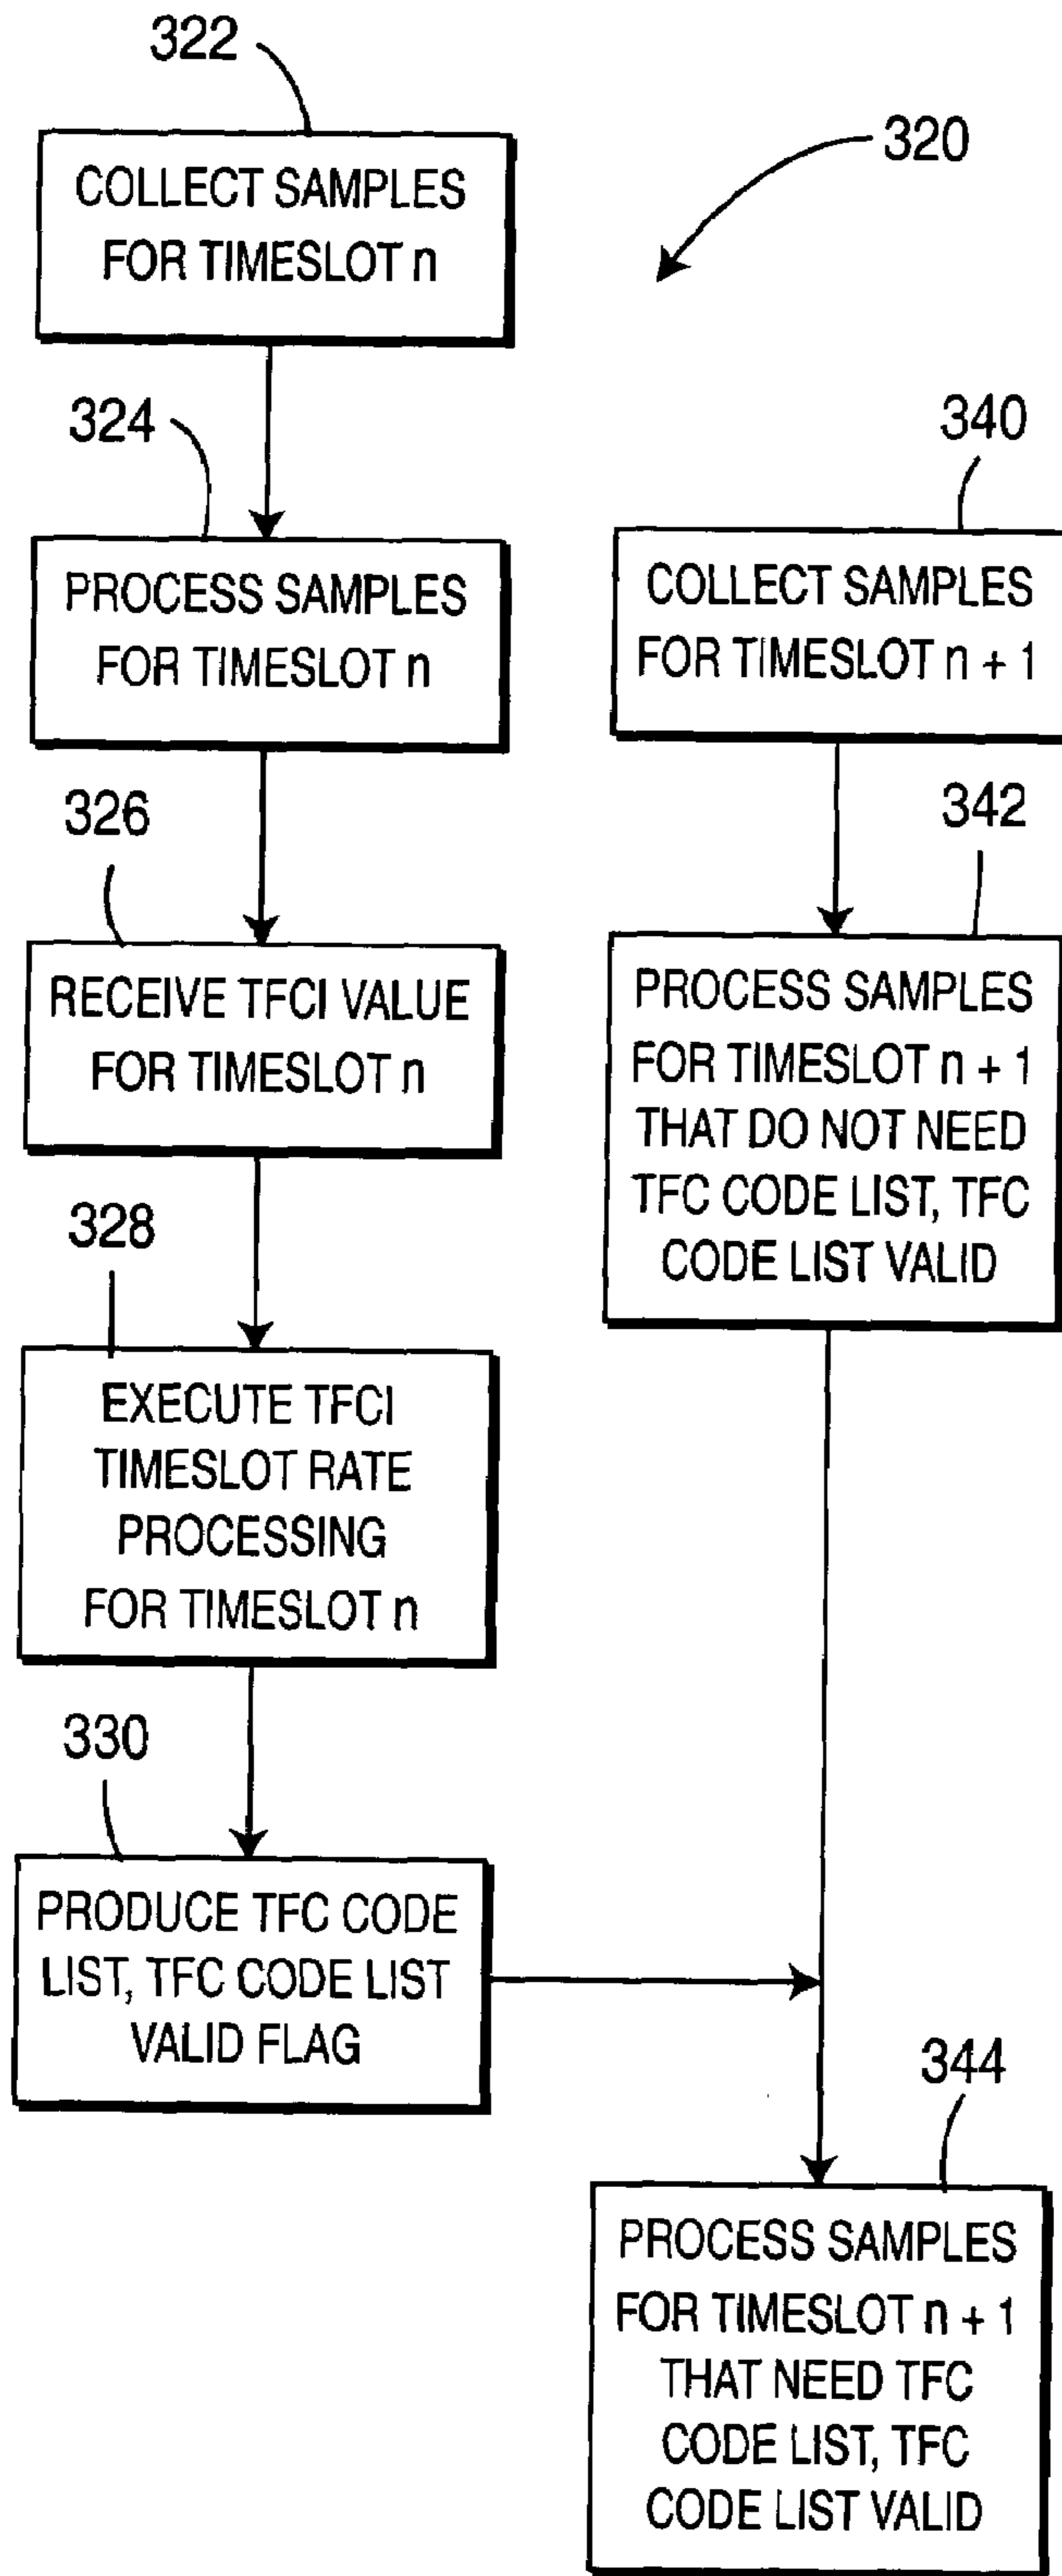 322
320
COLLECT SAMPLES
FOR TIMESLOT n
324
PROCESS SAMPLES
FOR TIMESLOT n
326
RECEIVE TFCI VALUE
FOR TIMESLOT n
328
EXECUTE TFCI
TIMESLOT RATE
PROCESSING
FOR TIMESLOT n
330
PRODUCE TFC CODE
LIST, TFC CODE LIST
VALID FLAG
340
COLLECT SAMPLES
FOR TIMESLOT n + 1
342
PROCESS SAMPLES
FOR TIMESLOT n + 1
THAT DO NOT NEED
TFC CODE LIST, TFC
CODE LIST VALID
344
PROCESS SAMPLES
FOR TIMESLOT n + 1
THAT NEED TFC
CODE LIST, TFC
CODE LIST VALID